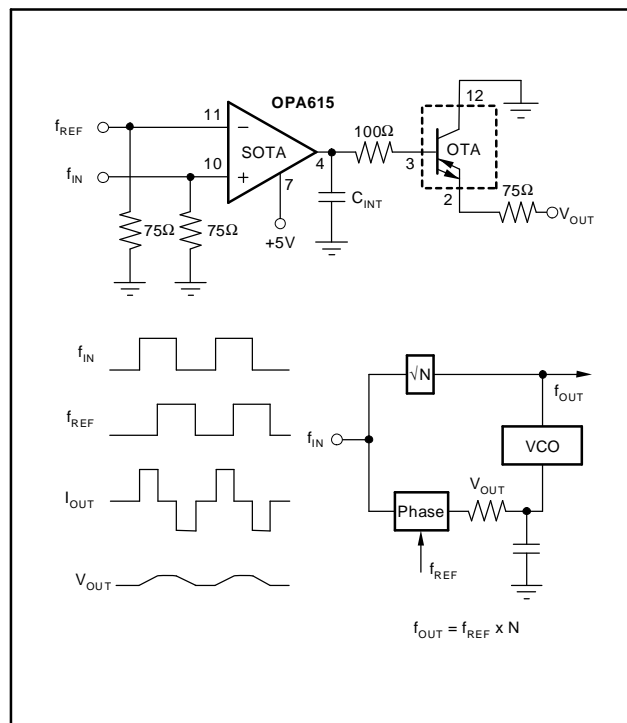 OPA615
12
f_REF
11
−
SOTA
4
100Ω
3
OTA
f_IN
10
+
7
2
75Ω
V_OUT
C_INT
75Ω
75Ω
+5V
f_IN
f_REF
I_OUT
V_OUT
√N
f_OUT
f_IN
VCO
V_OUT
Phase
f_REF
f_OUT = f_REF x N